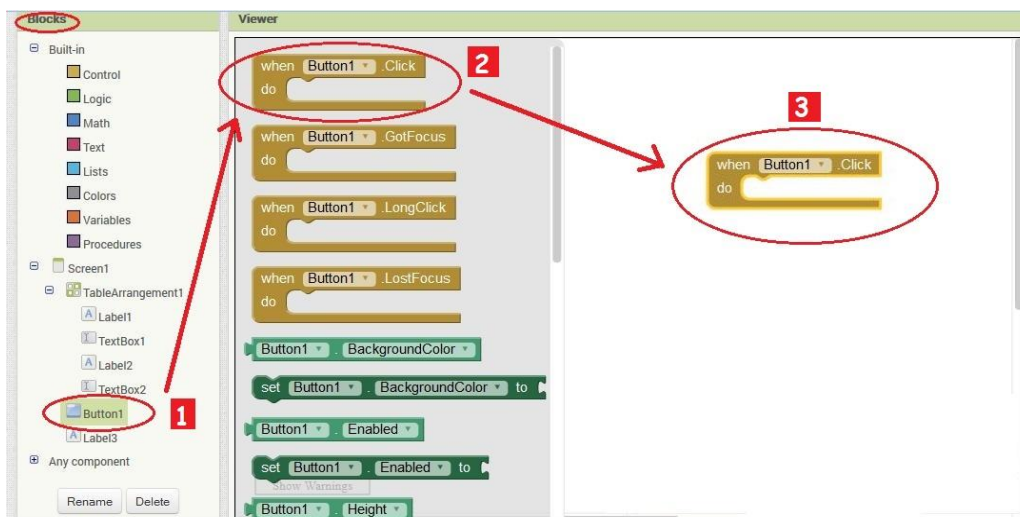 Blocks
Built-in
Control
Logic
Math
Text
Lists
Colors
Variables
Procedures
Screen1
TableArrangement1
Label1
TextBox1
Label2
TextBox2
Button1
Label3
Any component
Rename Delete
1
Viewer
when Button1 .Click
do
2
when Button1 .GotFocus
do
when Button1 .LongClick
do
when Button1 .LostFocus
do
Button1 . BackgroundColor
set Button1 . BackgroundColor to
Button1 . Enabled
set Button1 . Enabled to
Show Warnings
Button1 . Height
3
when Button1 .Click
do